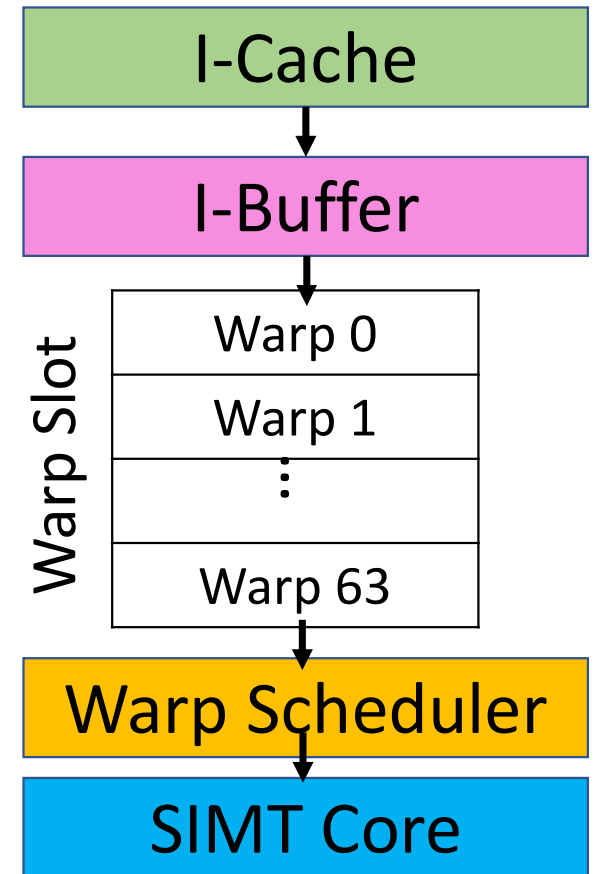 I-Cache
I-Buffer
Warp Slot
Warp 0
Warp 1
...
Warp 63
Warp Scheduler
SIMT Core